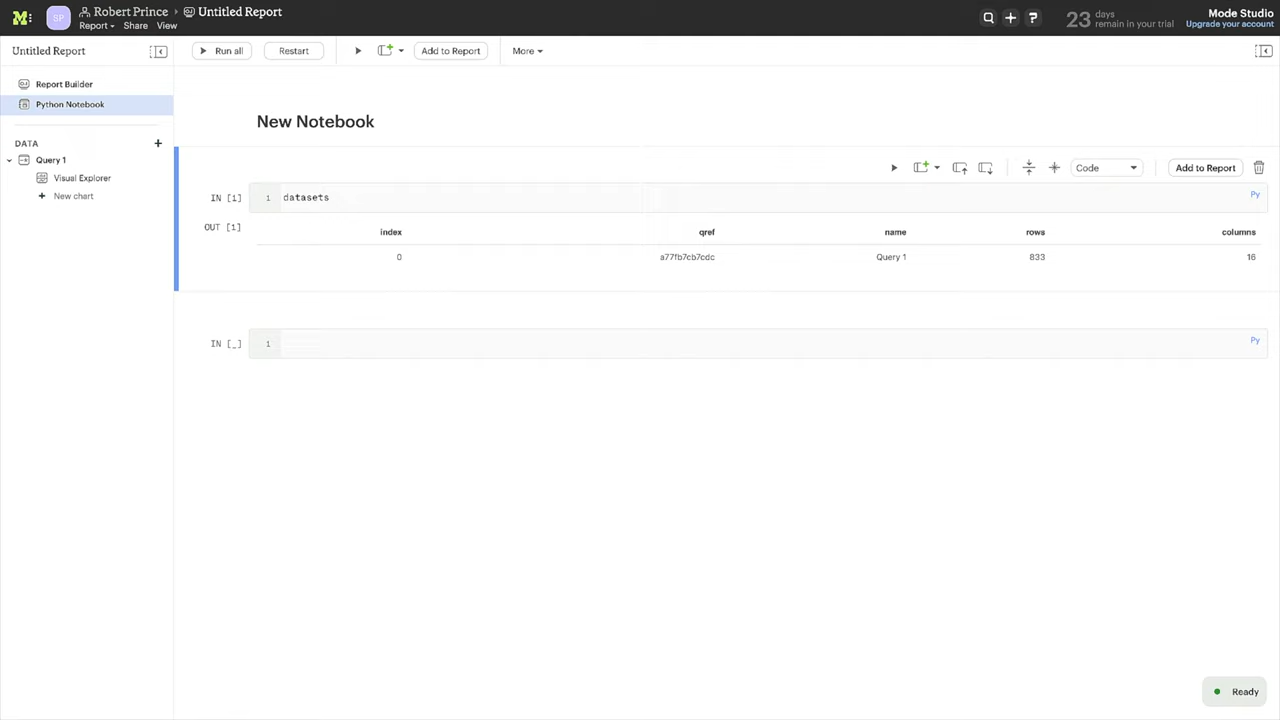 M
SP
Robert Prince > Untitled Report
Report Share View
23 days remain in your trial
Mode Studio
Upgrade your account
Untitled Report
Run all
Restart
Add to Report
More
Report Builder
Python Notebook
DATA
Query 1
Visual Explorer
New chart
New Notebook
Code
Add to Report
IN [1] 1 datasets Py
OUT [1]
index qref name rows columns
0 a77fb7cb7cdc Query 1 833 16
IN [_] 1 Py
Ready